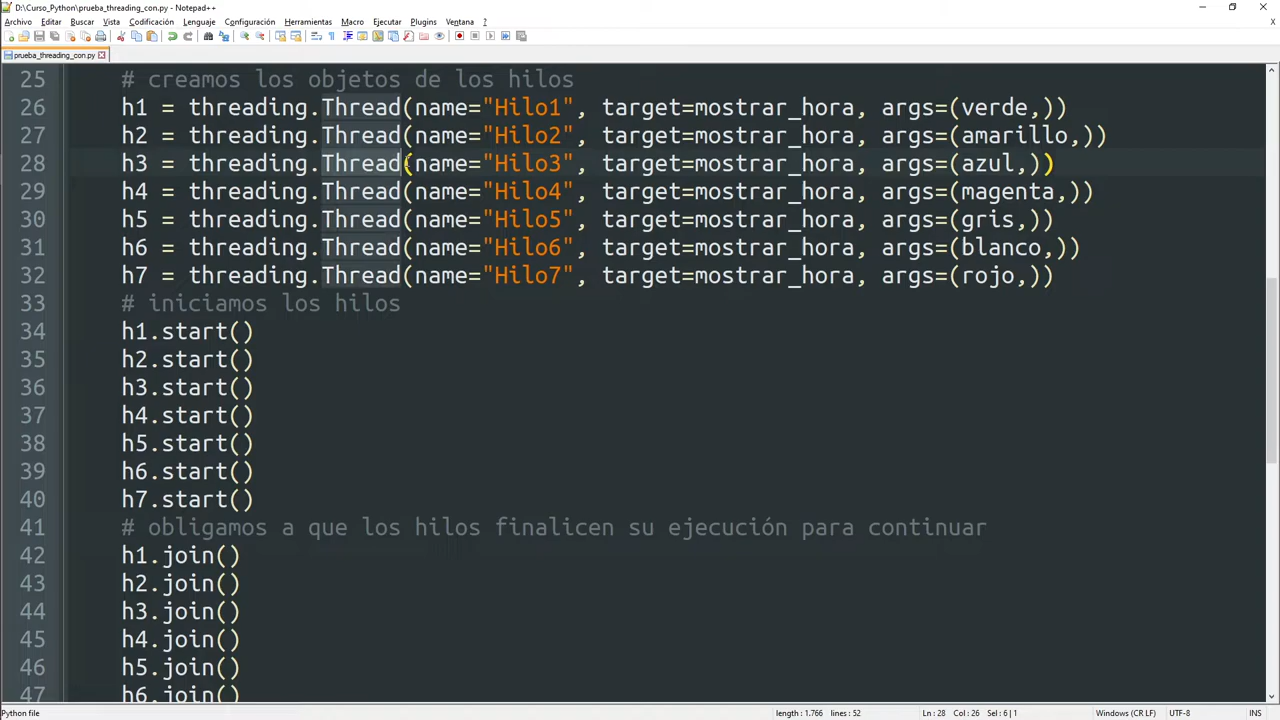 D:\Curso_Python\prueba_threading_con.py - Notepad++
Archivo Editar Buscar Vista Codificación Lenguaje Configuración Herramientas Macro Ejecutar Plugins Ventana ?
X
prueba_threading_con.py
25 # creamos los objetos de los hilos
26 h1 = threading.Thread(name="Hilo1", target=mostrar_hora, args=(verde,))
27 h2 = threading.Thread(name="Hilo2", target=mostrar_hora, args=(amarillo,))
28 h3 = threading.Thread(name="Hilo3", target=mostrar_hora, args=(azul,))
29 h4 = threading.Thread(name="Hilo4", target=mostrar_hora, args=(magenta,))
30 h5 = threading.Thread(name="Hilo5", target=mostrar_hora, args=(gris,))
31 h6 = threading.Thread(name="Hilo6", target=mostrar_hora, args=(blanco,))
32 h7 = threading.Thread(name="Hilo7", target=mostrar_hora, args=(rojo,))
33 # iniciamos los hilos
34 h1.start()
35 h2.start()
36 h3.start()
37 h4.start()
38 h5.start()
39 h6.start()
40 h7.start()
41 # obligamos a que los hilos finalicen su ejecución para continuar
42 h1.join()
43 h2.join()
44 h3.join()
45 h4.join()
46 h5.join()
47 h6.join()
Python file length : 1.766 lines : 52 Ln : 28 Col : 26 Sel : 6 | 1 Windows (CR LF) UTF-8 INS